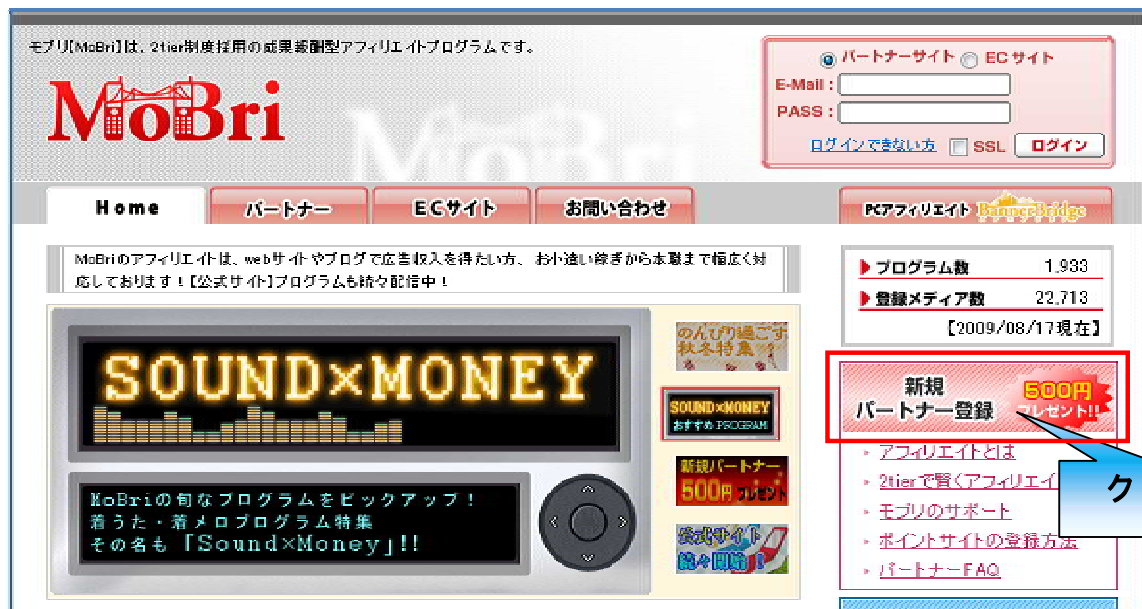 モブリ[MoBri]は、2tier制度採用の成果報酬型アフィリエイトプログラムです。
MoBri
パートナーサイト ECサイト
E-Mail :
PASS :
ログインできない方 SSL ログイン
Home パートナー ECサイト お問い合わせ
PCアフィリエイト BannerBridge
MoBriのアフィリエイトは、webサイトやブログで広告収入を得たい方、お小遣い稼ぎから本職まで幅広く対
応しております！【公式サイト】プログラムも続々配信中！
プログラム数 1,933
登録メディア数 22,713
【2009/08/17現在】
SOUND×MONEY
MoBriの旬なプログラムをピックアップ！
着うた・着メロプログラム特集
その名も「Sound×Money」!!
のんびり過ごす
秋冬特集
SOUND×MONEY
おすすめ PROGRAM
新規パートナー
500円 プレゼント
公式サイト
続々開始！
新規
パートナー登録
500円
プレゼント!!
アフィリエイトとは
2tierで賢くアフィリエイ
モブリのサポート
ポイントサイトの登録方法
パートナーFAQ
ク